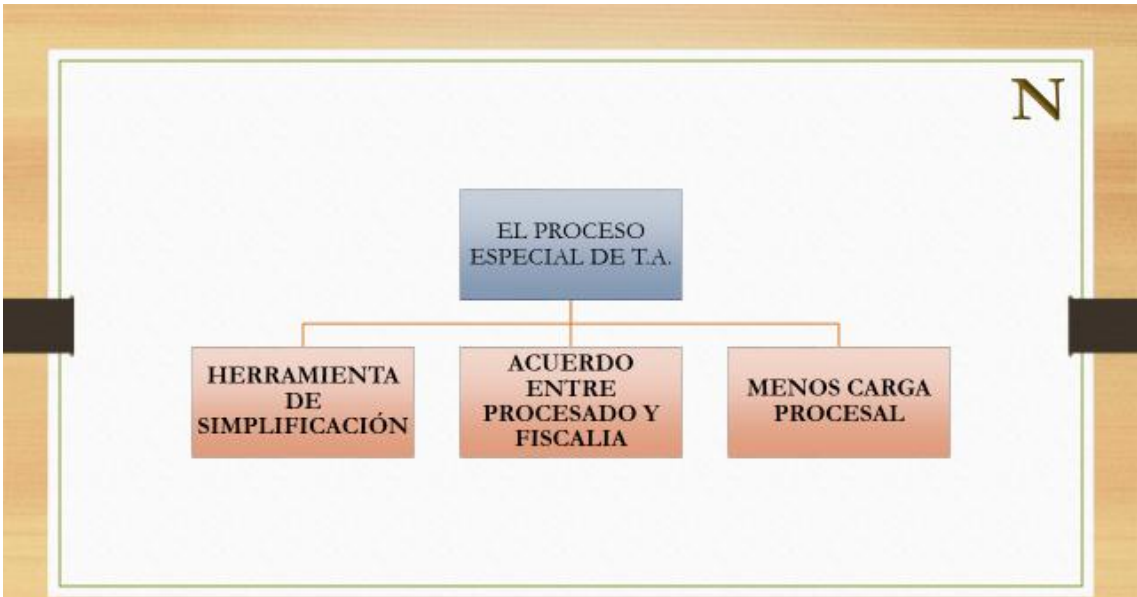 N
EL PROCESO
ESPECIAL DE T.A.
HERRAMIENTA
DE
SIMPLIFICACIÓN
ACUERDO
ENTRE
PROCESADO Y
FISCALIA
MENOS CARGA
PROCESAL